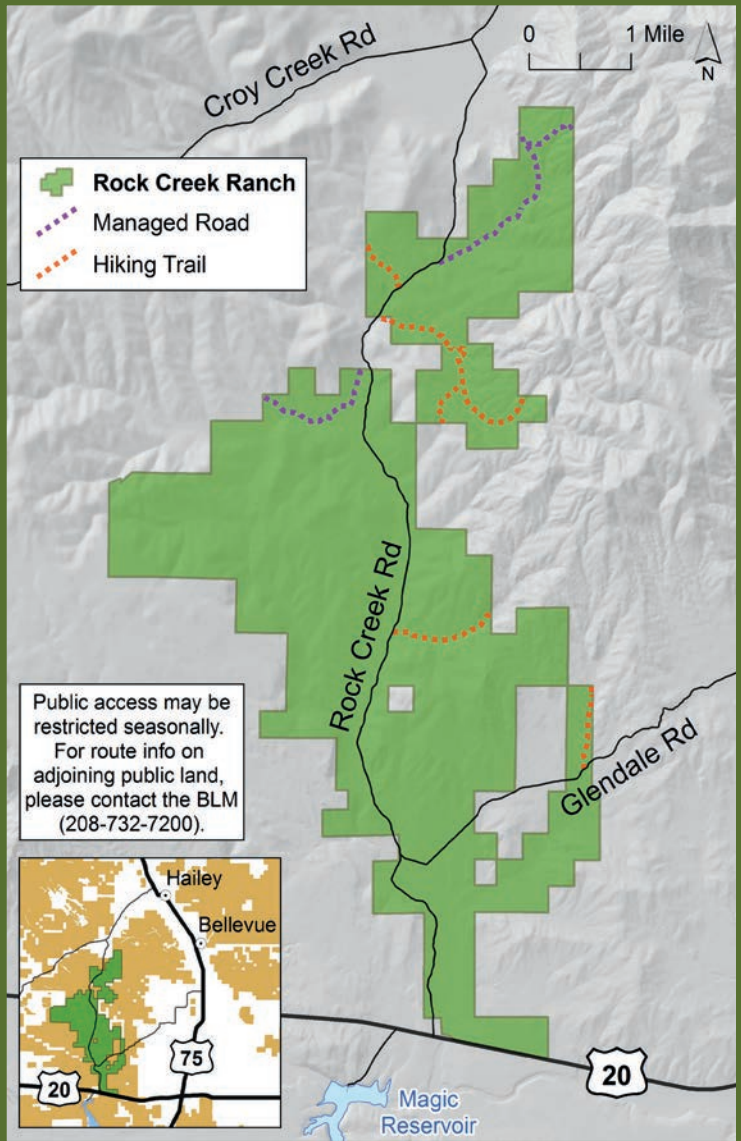 Croy Creek Rd
0 1 Mile
N
Rock Creek Ranch
Managed Road
Hiking Trail
Rock Creek Rd
Glendale Rd
Public access may be
restricted seasonally.
For route info on
adjoining public land,
please contact the BLM
(208-732-7200).
Hailey
Bellevue
75
20
20
Magic
Reservoir